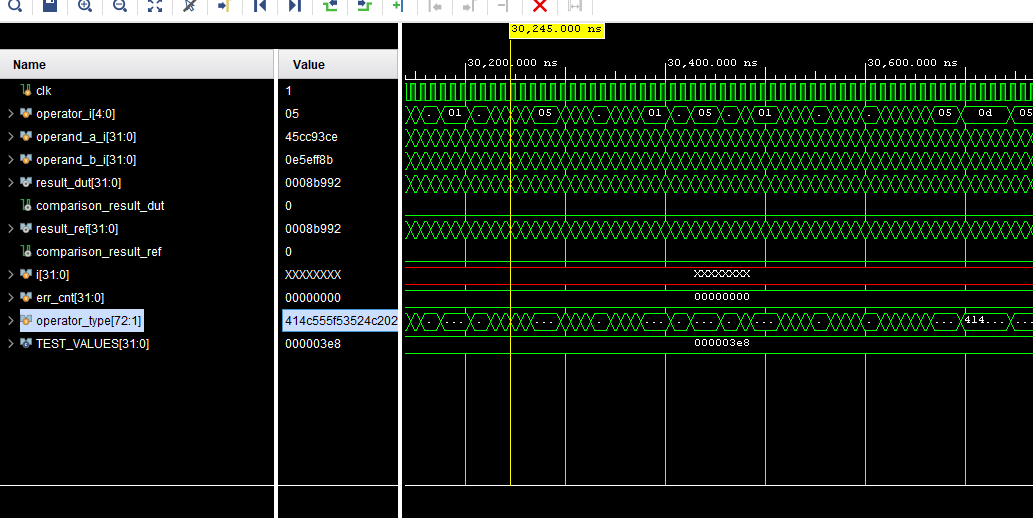 30,245.000 ns
Name Value
30,200.000 ns 30,400.000 ns 30,600.000 ns
clk 1
operator_i[4:0] 05 . 01 . 05 . 01 . 05 . 01 . . 05 0d 05
operand_a_i[31:0] 45cc93ce
operand_b_i[31:0] 0e5eff8b
result_dut[31:0] 0008b992
comparison_result_dut 0
result_ref[31:0] 0008b992
comparison_result_ref 0
i[31:0] XXXXXXXX XXXXXXXX
err_cnt[31:0] 00000000 00000000
operator_type[72:1] 414c555f53524c202 . ... . ... . ... . ... . ... . . ... 414... ...
TEST_VALUES[31:0] 000003e8 000003e8